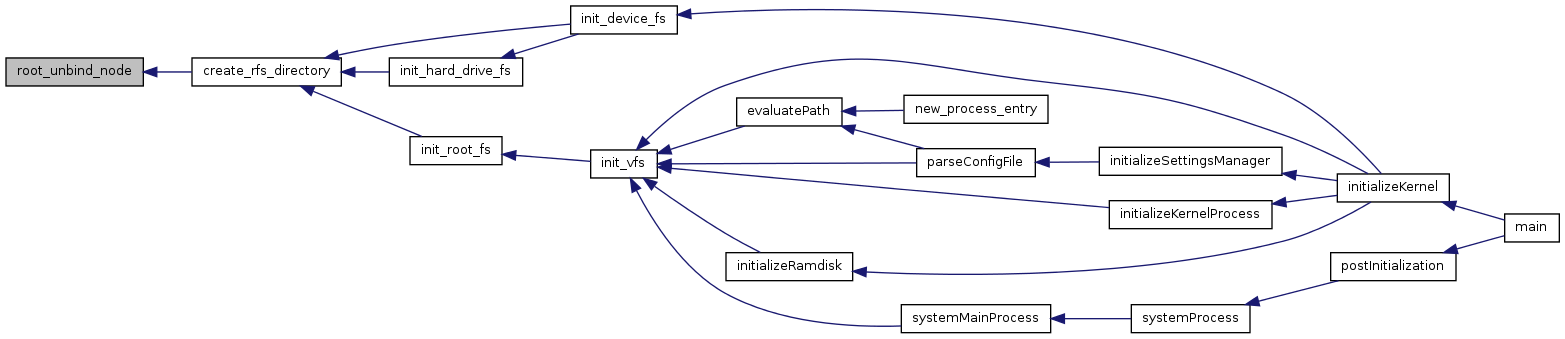 root_unbind_node
create_rfs_directory
init_device_fs
init_hard_drive_fs
init_root_fs
init_vfs
evaluatePath
new_process_entry
parseConfigFile
initializeSettingsManager
initializeKernelProcess
initializeRamdisk
systemMainProcess
systemProcess
postInitialization
initializeKernel
main